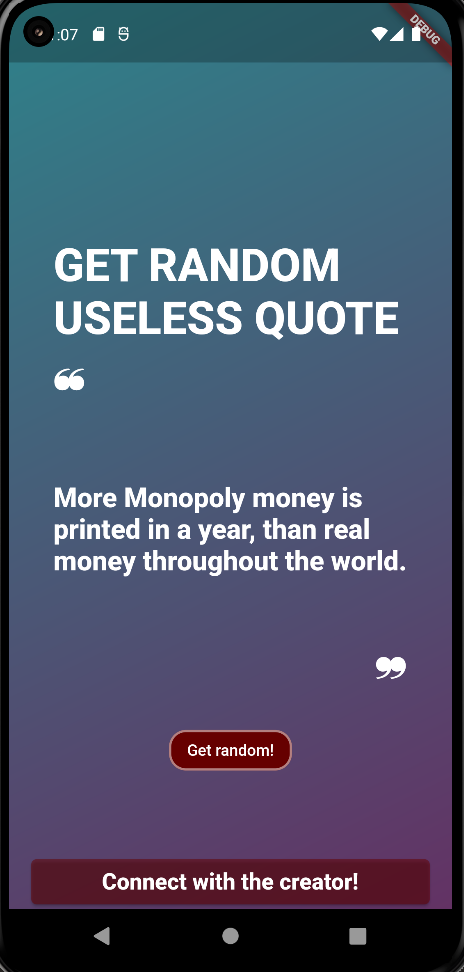 :07
DEBUG
GET RANDOM
USELESS QUOTE
❝
More Monopoly money is
printed in a year, than real
money throughout the world.
❞
Get random!
Connect with the creator!